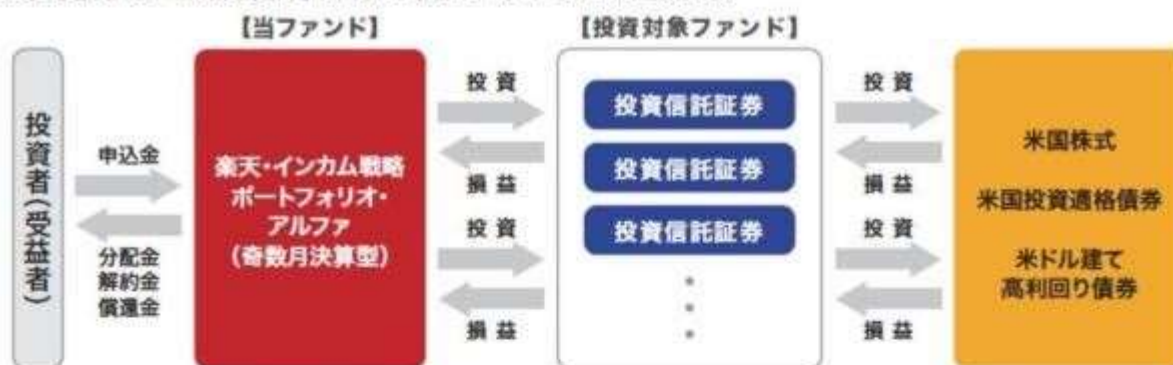 【当ファンド】
【投資対象ファンド】
投資者(受益者)
申込金
分配金
解約金
償還金
楽天・インカム戦略
ポートフォリオ・
アルファ
(奇数月決算型)
投資
損益
投資
損益
投資信託証券
投資信託証券
投資信託証券
投資
損益
投資
損益
米国株式
米国投資適格債券
米ドル建て
高利回り債券